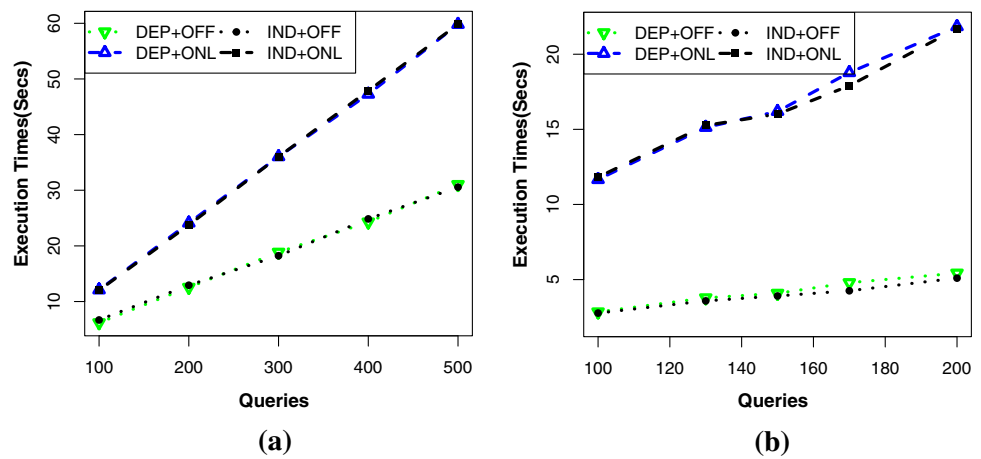 DEP+OFF
IND+OFF
DEP+ONL
IND+ONL
Execution Times(Secs)
60
50
40
30
20
10
100 200 300 400 500
Queries
(a)
DEP+OFF
IND+OFF
DEP+ONL
IND+ONL
Execution Times(Secs)
20
15
10
5
100 120 140 160 180 200
Queries
(b)